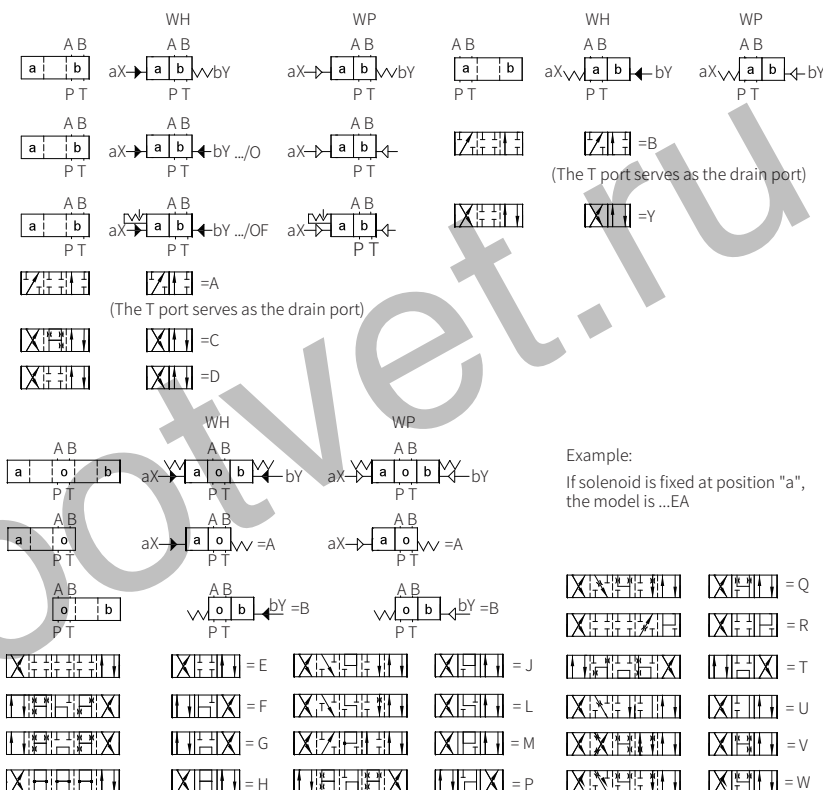 WH WP WH WP
A B A B A B A B A B A B
a b aX a b bY aX a b bY a b aX a b bY aX a b bY
P T P T P T P T P T P T
A B A B A B
a b aX a b bY .../O aX a b =B
P T P T P T
(The T port serves as the drain port)
A B A B A B
a b aX a b bY .../OF aX a b =Y
P T P T P T
=A
(The T port serves as the drain port)
=C
=D
WH WP
A B A B A B
a o b aX a o b bY aX a o b bY
P T P T P T
Example:
If solenoid is fixed at position "a",
the model is ...EA
A B A B A B
a o aX a o =A aX a o =A
P T P T P T
A B A B A B
o b o b bY =B o b bY =B
P T P T P T
= Q
= R
= E = J = T
= F = L = U
= G = M = V
= H = P = W
potvet.ru